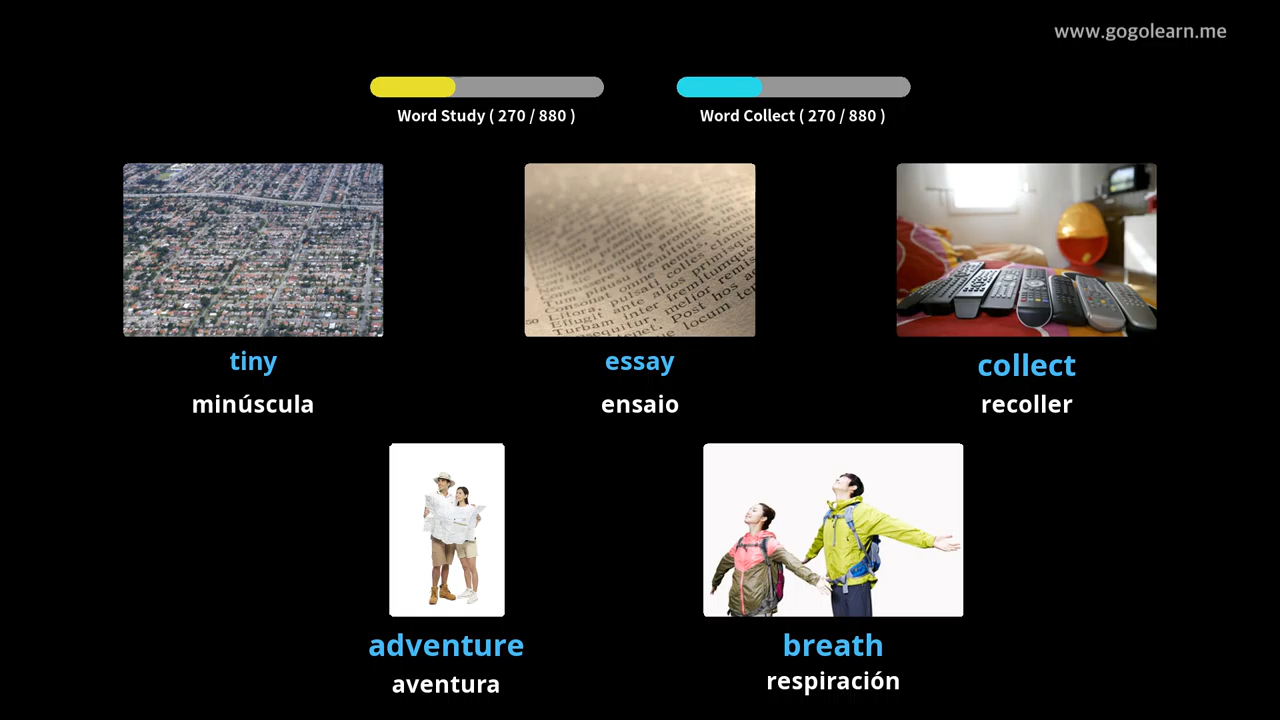 www.gogolearn.me
Word Study ( 270 / 880 )
Word Collect ( 270 / 880 )
tiny
minúscula
essay
ensaio
collect
recoller
adventure
aventura
breath
respiración